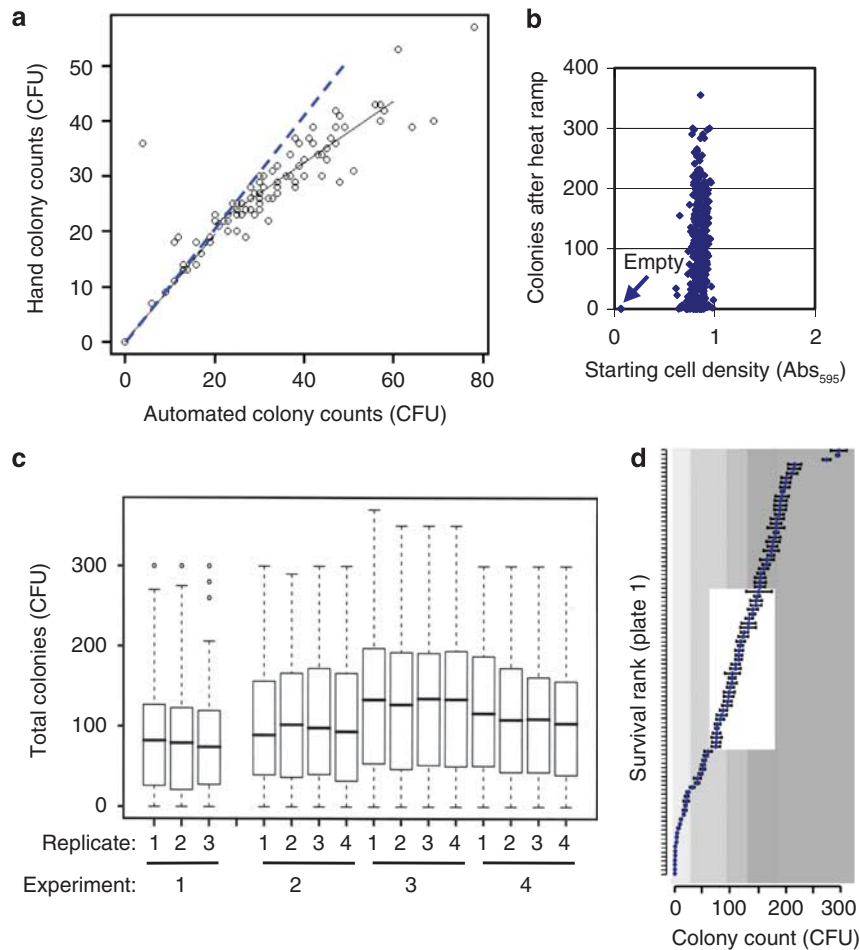 a
Hand colony counts (CFU)
50
40
30
20
10
0
0 20 40 60 80
Automated colony counts (CFU)
b
Colonies after heat ramp
400
300
200
100
0
Empty
0 1 2
Starting cell density (Abs595)
c
Total colonies (CFU)
300
200
100
0
Replicate: 1 2 3 1 2 3 4 1 2 3 4 1 2 3 4
Experiment: 1 2 3 4
d
Survival rank (plate 1)
0 100 200 300
Colony count (CFU)